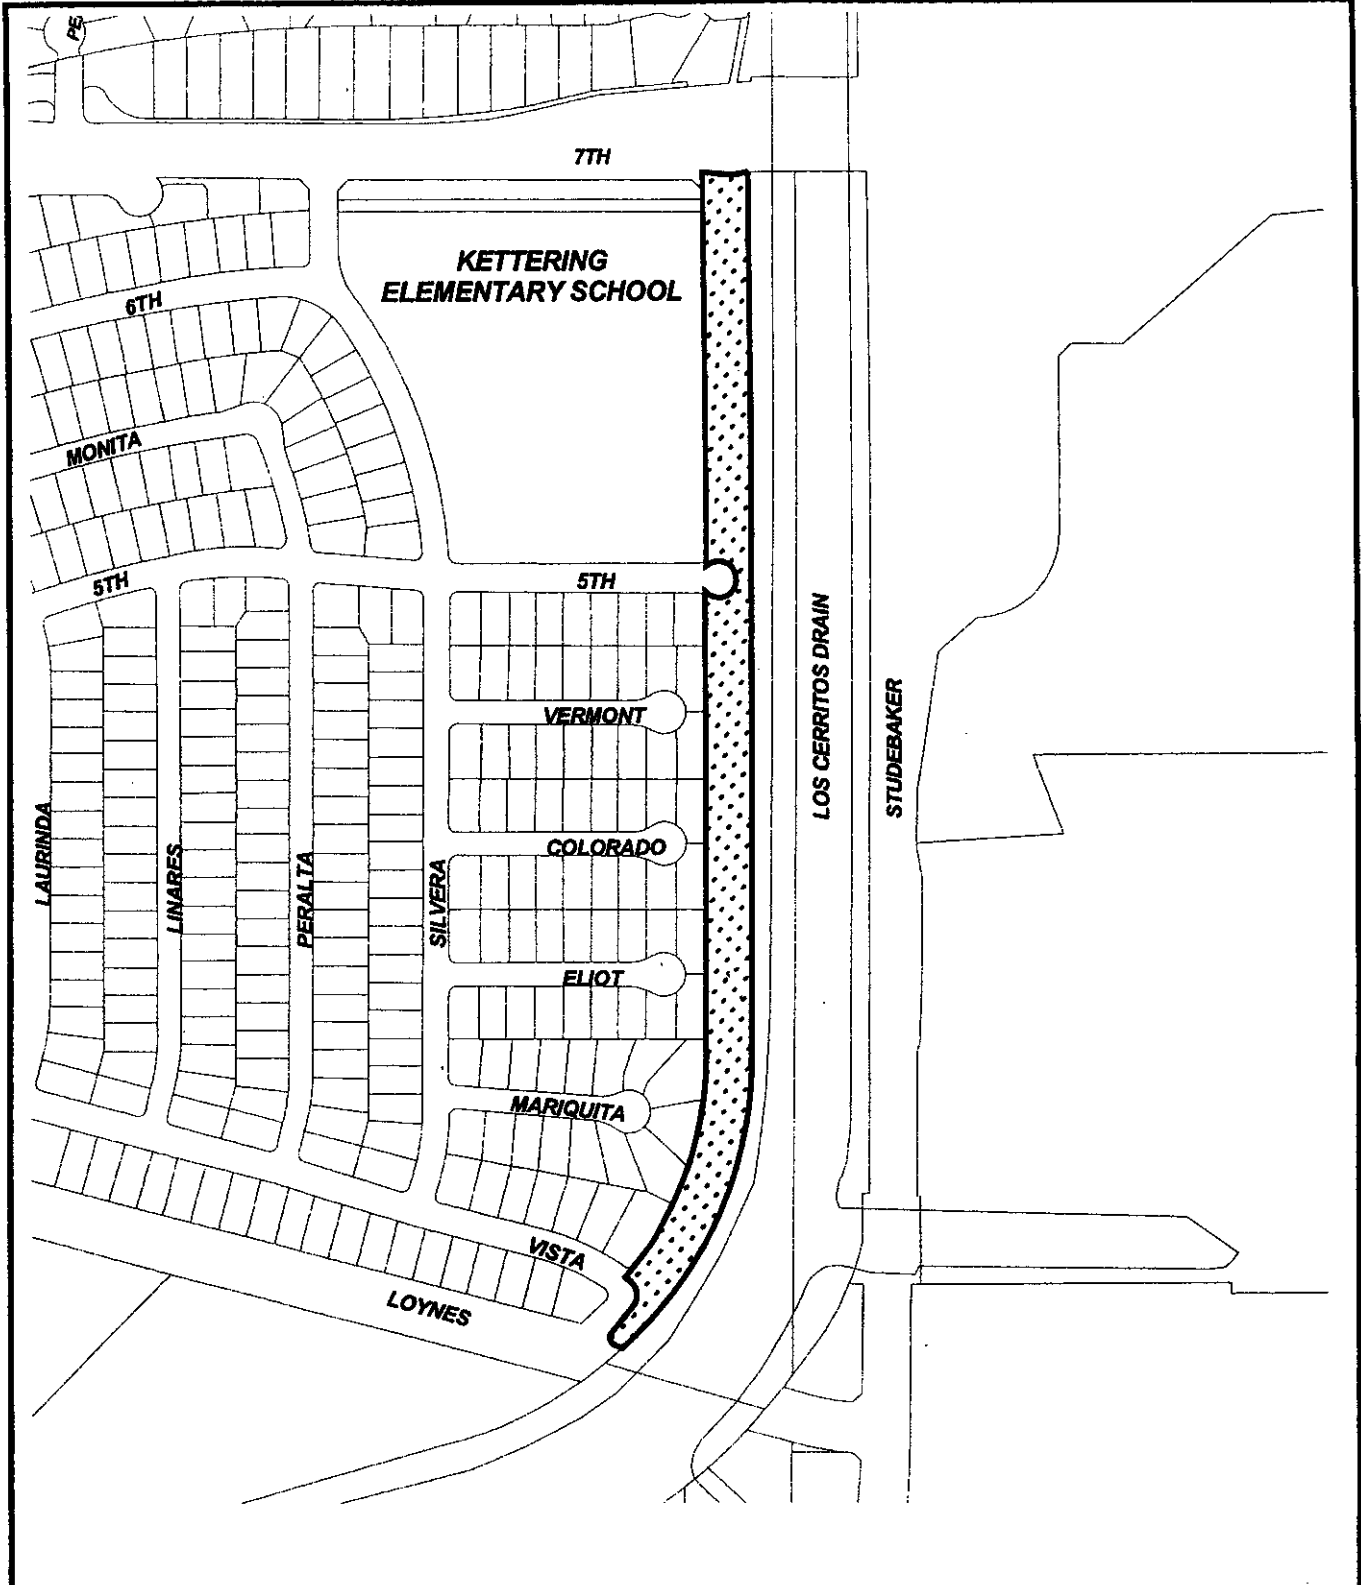 PE
7TH
KETTERING
ELEMENTARY SCHOOL
6TH
MONITA
5TH
5TH
VERMONT
LOS CERRITOS DRAIN
STUDEBAKER
LAURINDA
LINARES
PERALTA
SILVERA
COLORADO
ELIOT
MARIQUITA
VISTA
LOYNES